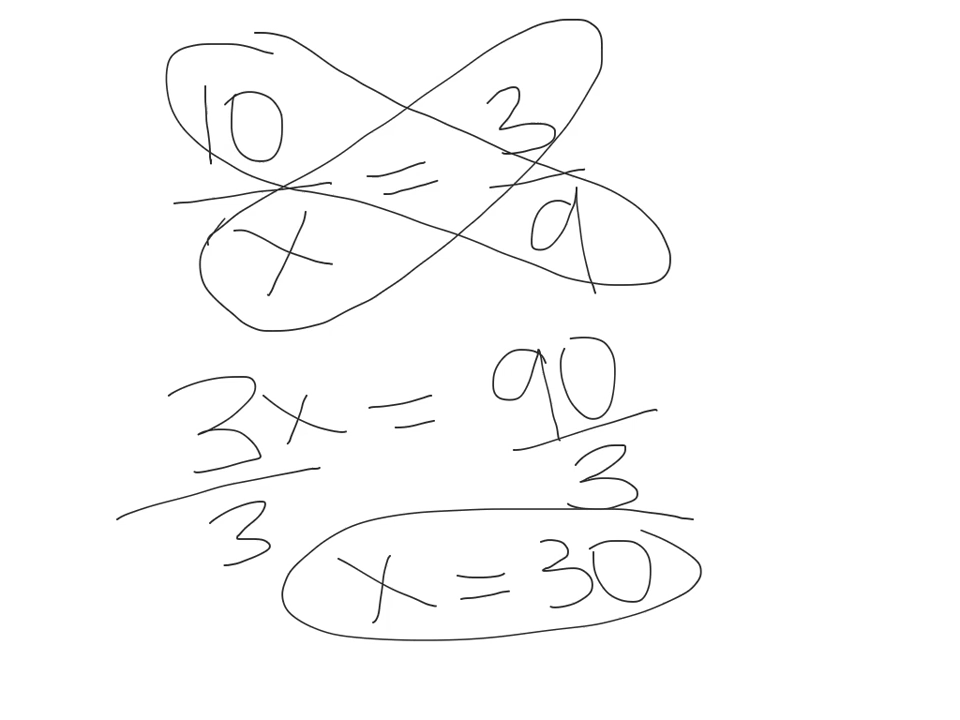 10 = 3
x 9
3x = 90
3 3
x = 30